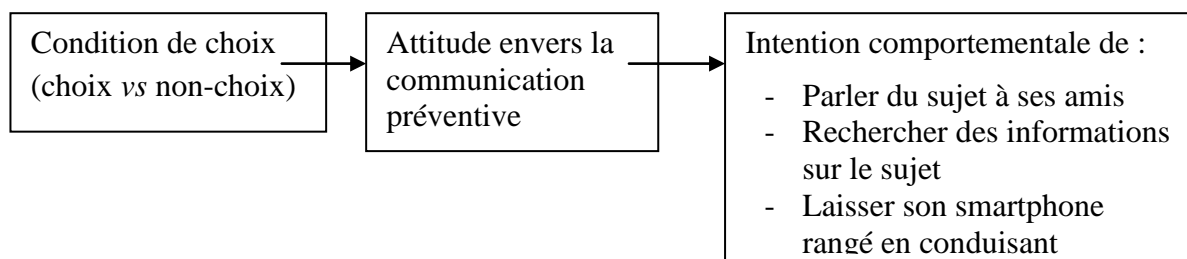 Condition de choix
(choix vs non-choix)
Attitude envers la
communication
préventive
Intention comportementale de :
- Parler du sujet à ses amis
- Rechercher des informations
sur le sujet
- Laisser son smartphone
rangé en conduisant